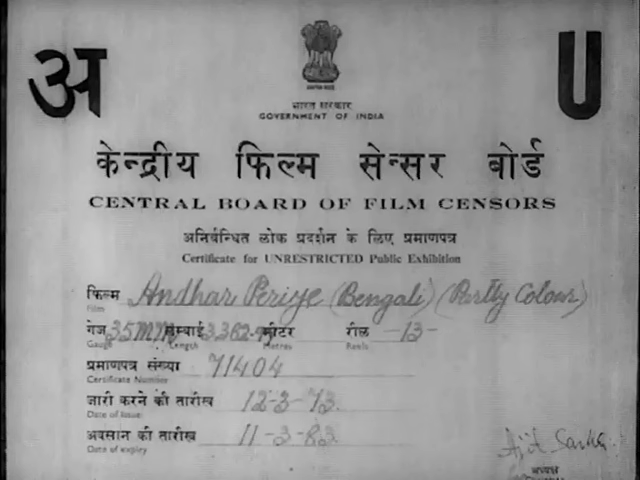 अ U
भारत सरकार
GOVERNMENT OF INDIA
केन्द्रीय फिल्म सेन्सर बोर्ड
CENTRAL BOARD OF FILM CENSORS
अनिर्बन्धित लोक प्रदर्शन के लिए प्रमाणपत्र
Certificate for UNRESTRICTED Public Exhibition
फिल्म Andhar Periye (Bengali) (Partly Colour)
Film
गेज 35MM लम्बाई मीटर रील -13-
Gauge Length Metres Reels
प्रमाणपत्र संख्या 71404
Certificate Number
जारी करने की तारीख 12-3-73
Date of Issue
अवसान की तारीख 11-3-83
Date of expiry
अध्यक्ष